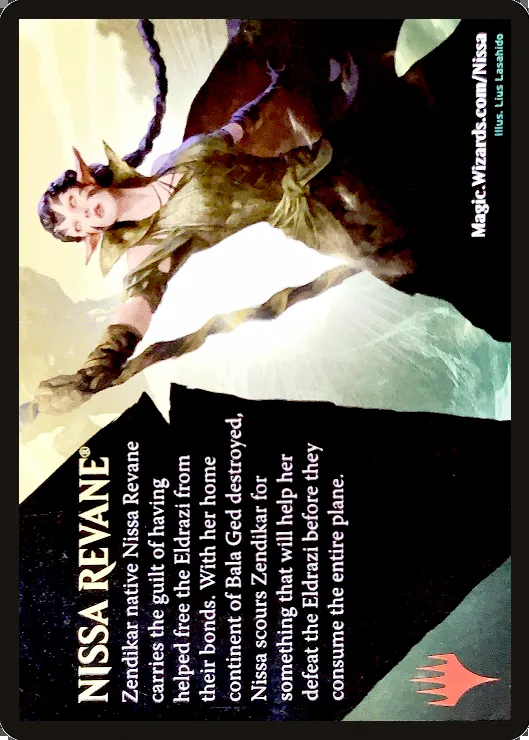 NISSA REVANE®
Zendikar native Nissa Revane
carries the guilt of having
helped free the Eldrazi from
their bonds. With her home
continent of Bala Ged destroyed,
Nissa scours Zendikar for
something that will help her
defeat the Eldrazi before they
consume the entire plane.
Magic.Wizards.com/Nissa
Illus. Lius Lasahido